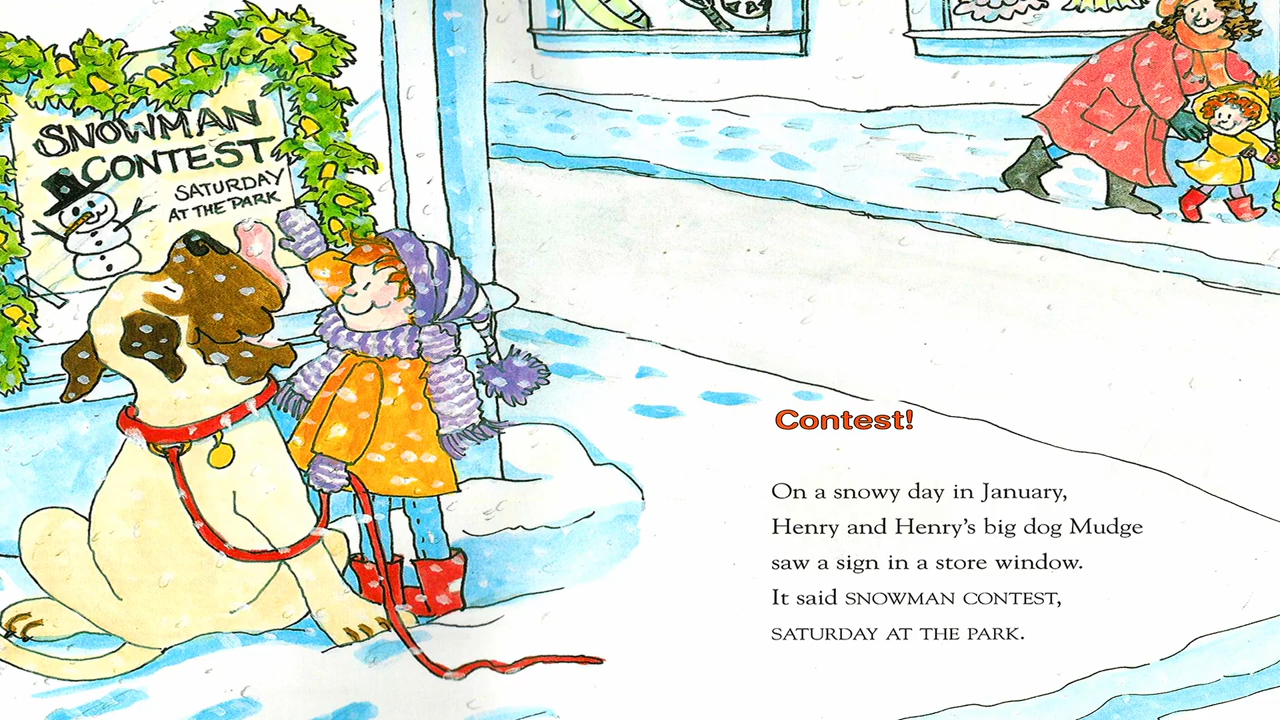 SNOWMAN
CONTEST
SATURDAY
AT THE PARK
Contest!
On a snowy day in January,
Henry and Henry's big dog Mudge
saw a sign in a store window.
It said SNOWMAN CONTEST,
SATURDAY AT THE PARK.